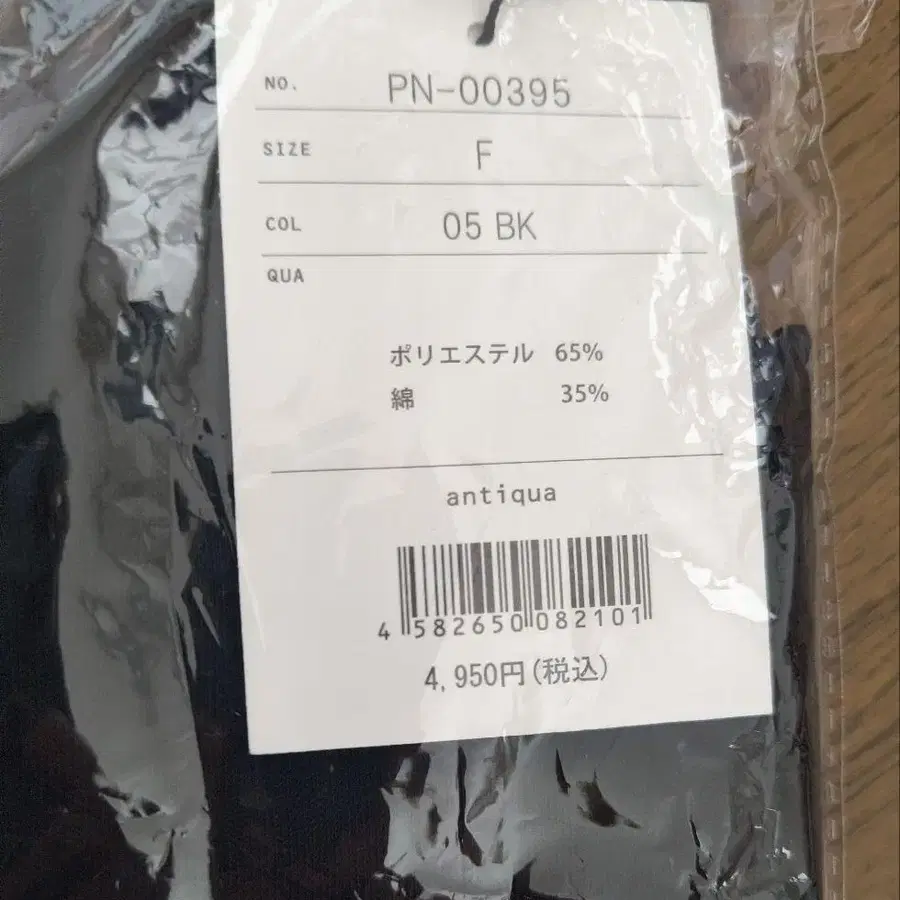 NO. PN-00395
SIZE F
COL 05 BK
QUA
ポリエステル 65%
綿 35%
antiqua
4 582650 082101
4,950円(税込)